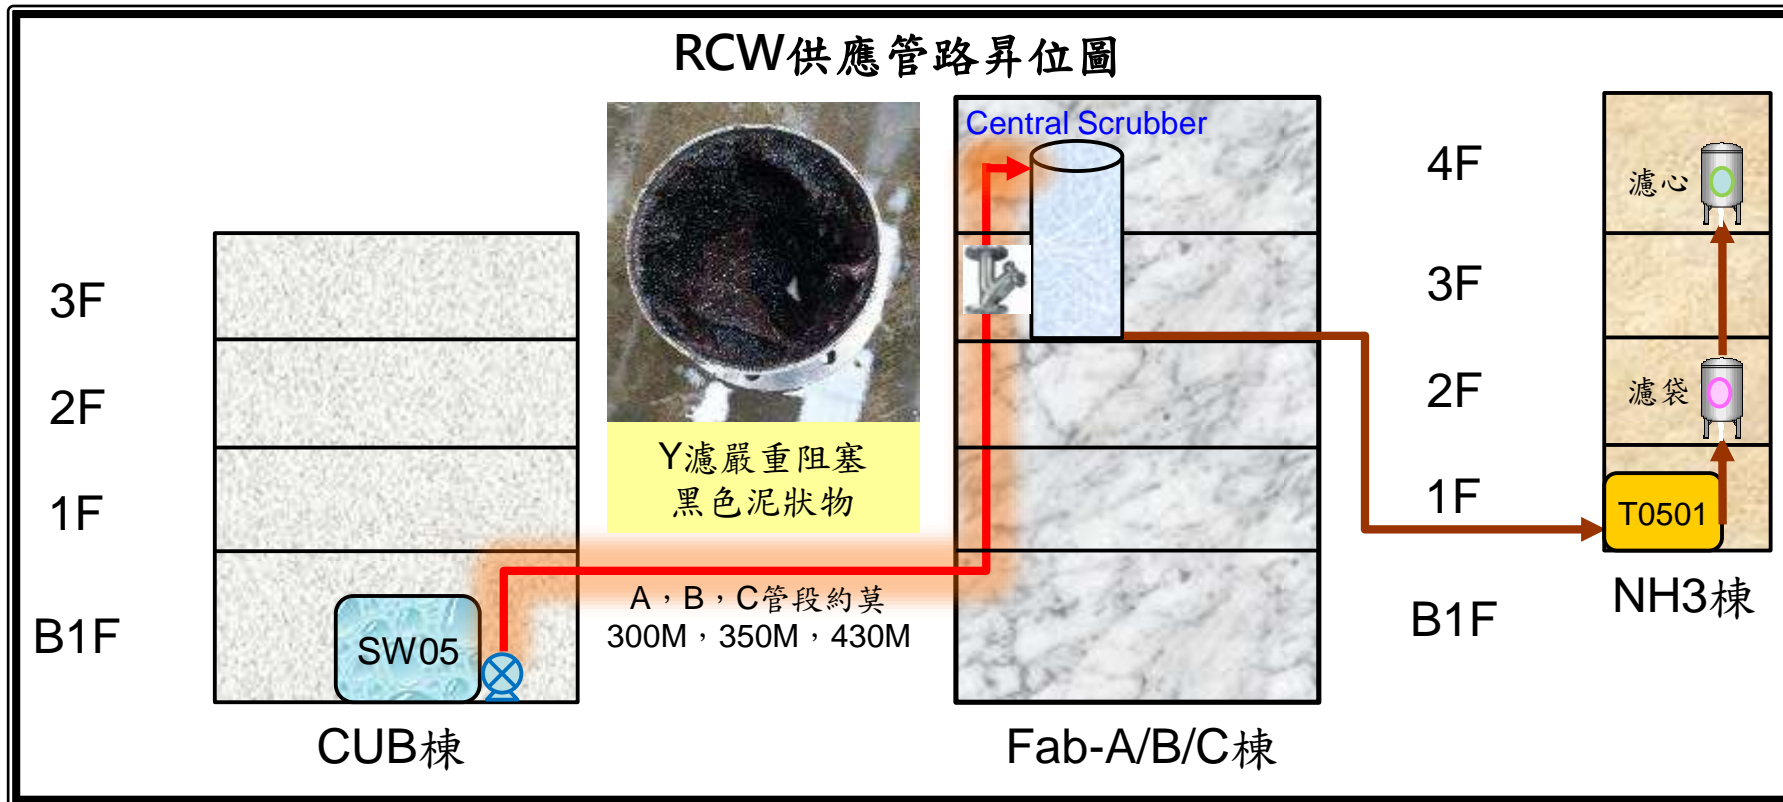 RCW供應管路昇位圖
Central Scrubber
4F
濾心
3F
3F
2F
2F
濾袋
Y濾嚴重阻塞
黑色泥狀物
1F
1F
T0501
A，B，C管段約莫
300M，350M，430M
NH3棟
B1F
SW05
B1F
CUB棟
Fab-A/B/C棟